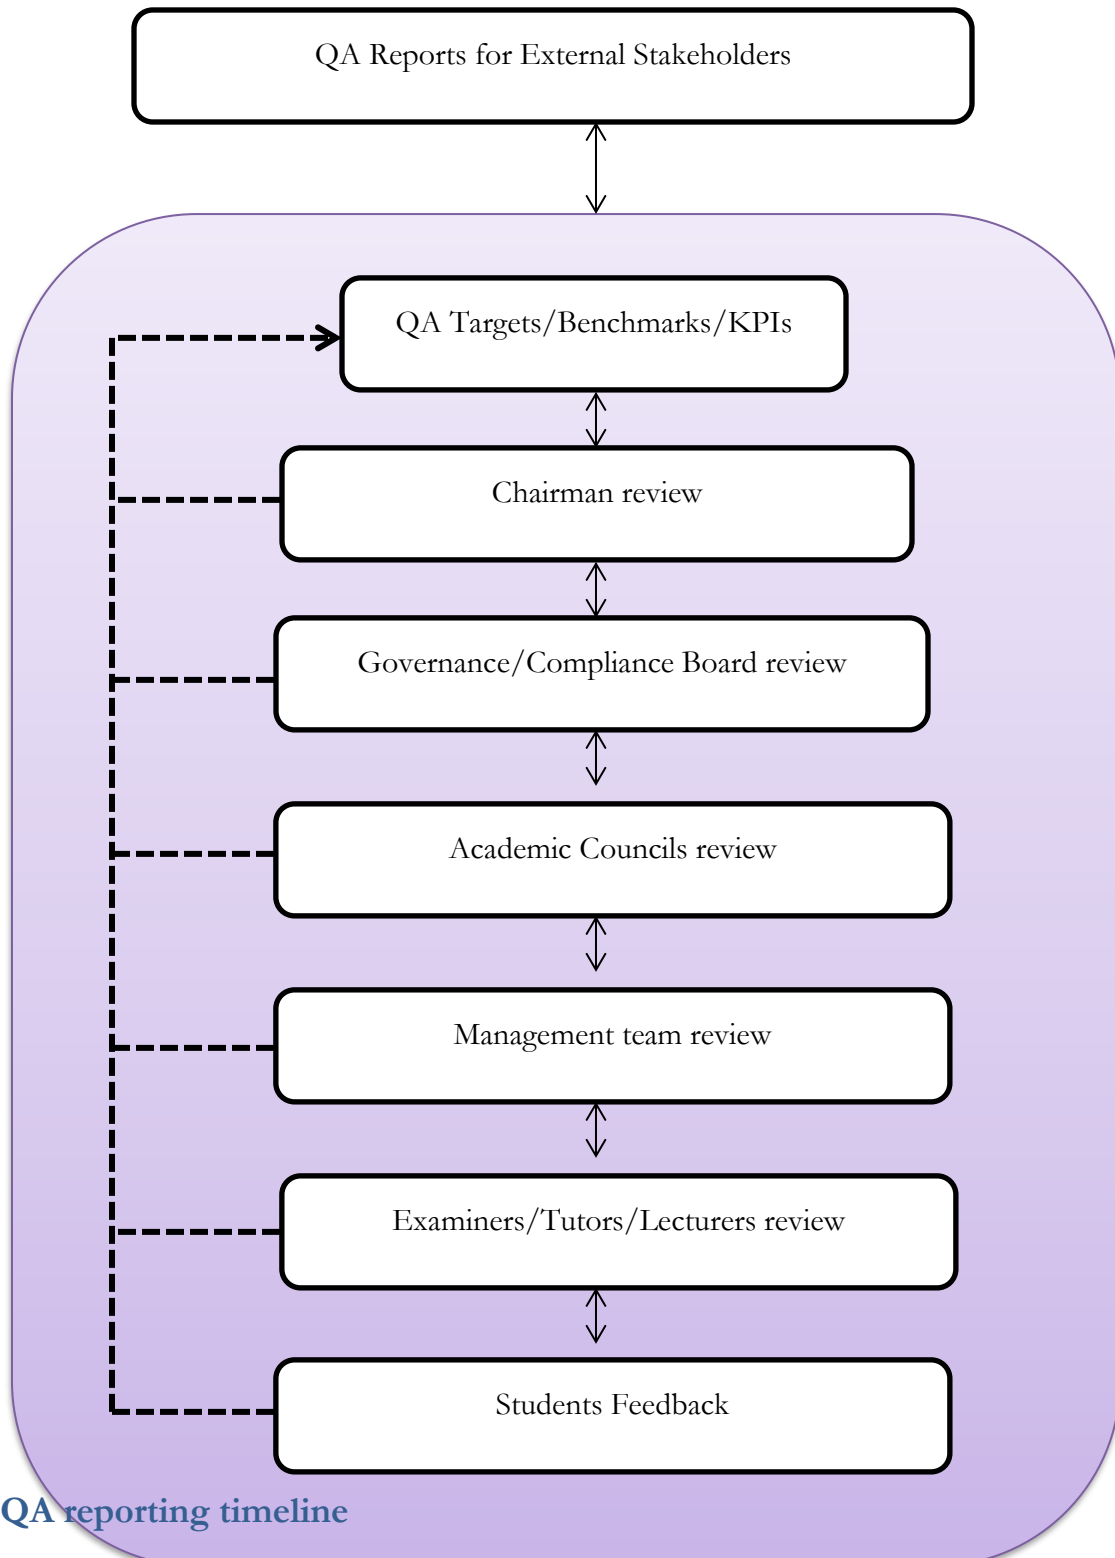 QA Reports for External Stakeholders
QA Targets/Benchmarks/KPIs
Chairman review
Governance/Compliance Board review
Academic Councils review
Management team review
Examiners/Tutors/Lecturers review
Students Feedback
QA reporting timeline